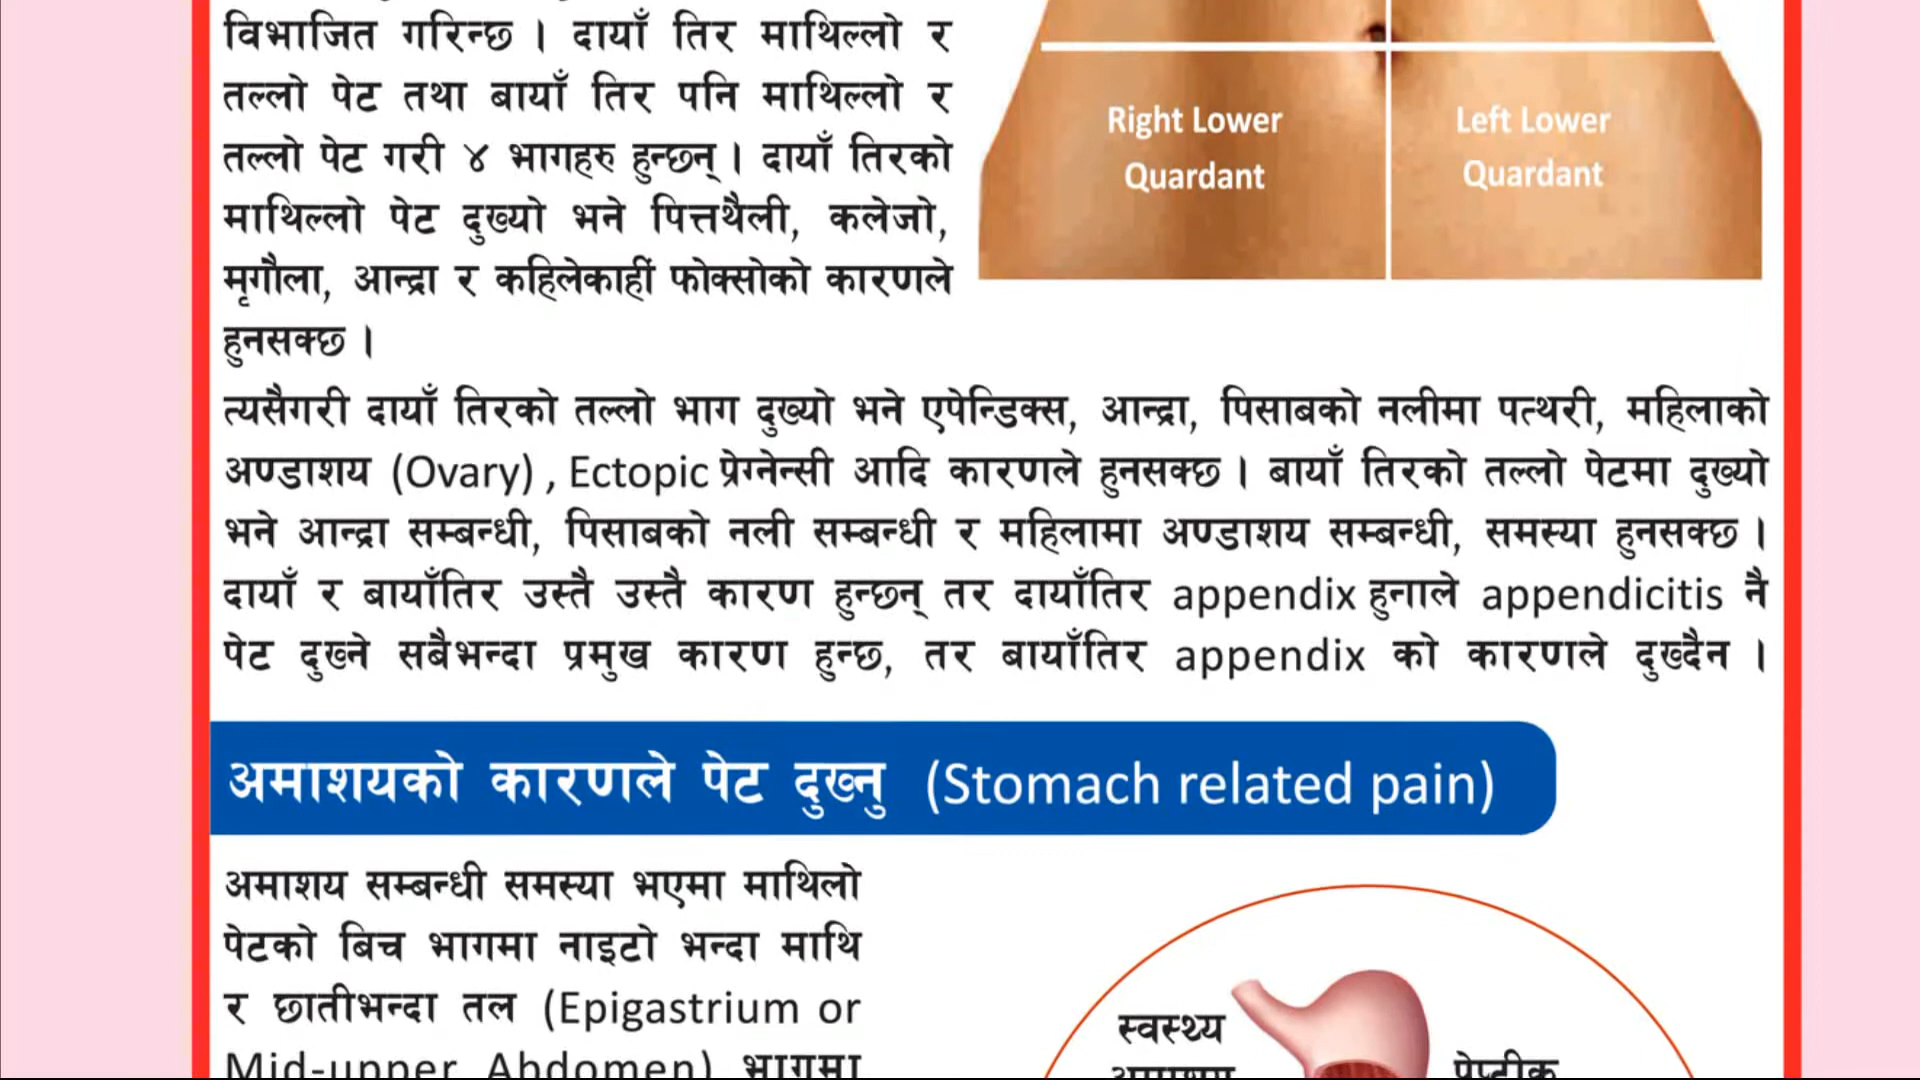 विभाजित गरिन्छ । दायाँ तिर माथिल्लो र
तल्लो पेट तथा बायाँ तिर पनि माथिल्लो र
तल्लो पेट गरी ४ भागहरु हुन्छन् । दायाँ तिरको
माथिल्लो पेट दुख्यो भने पित्तथैली, कलेजो,
मृगौला, आन्द्रा र कहिलेकाहीं फोक्सोको कारणले
हुनसक्छ ।
Right Lower
Quardant
Left Lower
Quardant
त्यसैगरी दायाँ तिरको तल्लो भाग दुख्यो भने एपेन्डिक्स, आन्द्रा, पिसाबको नलीमा पत्थरी, महिलाको
अण्डाशय (Ovary) , Ectopic प्रेग्नेन्सी आदि कारणले हुनसक्छ । बायाँ तिरको तल्लो पेटमा दुख्यो
भने आन्द्रा सम्बन्धी, पिसाबको नली सम्बन्धी र महिलामा अण्डाशय सम्बन्धी, समस्या हुनसक्छ ।
दायाँ र बायाँतिर उस्तै उस्तै कारण हुन्छन् तर दायाँतिर appendix हुनाले appendicitis नै
पेट दुख्ने सबैभन्दा प्रमुख कारण हुन्छ, तर बायाँतिर appendix को कारणले दुख्दैन ।
अमाशयको कारणले पेट दुख्नु (Stomach related pain)
अमाशय सम्बन्धी समस्या भएमा माथिलो
पेटको बिच भागमा नाइटो भन्दा माथि
र छातीभन्दा तल (Epigastrium or
Mid-upper Abdomen) भागमा
स्वस्थ्य
पेप्टीक